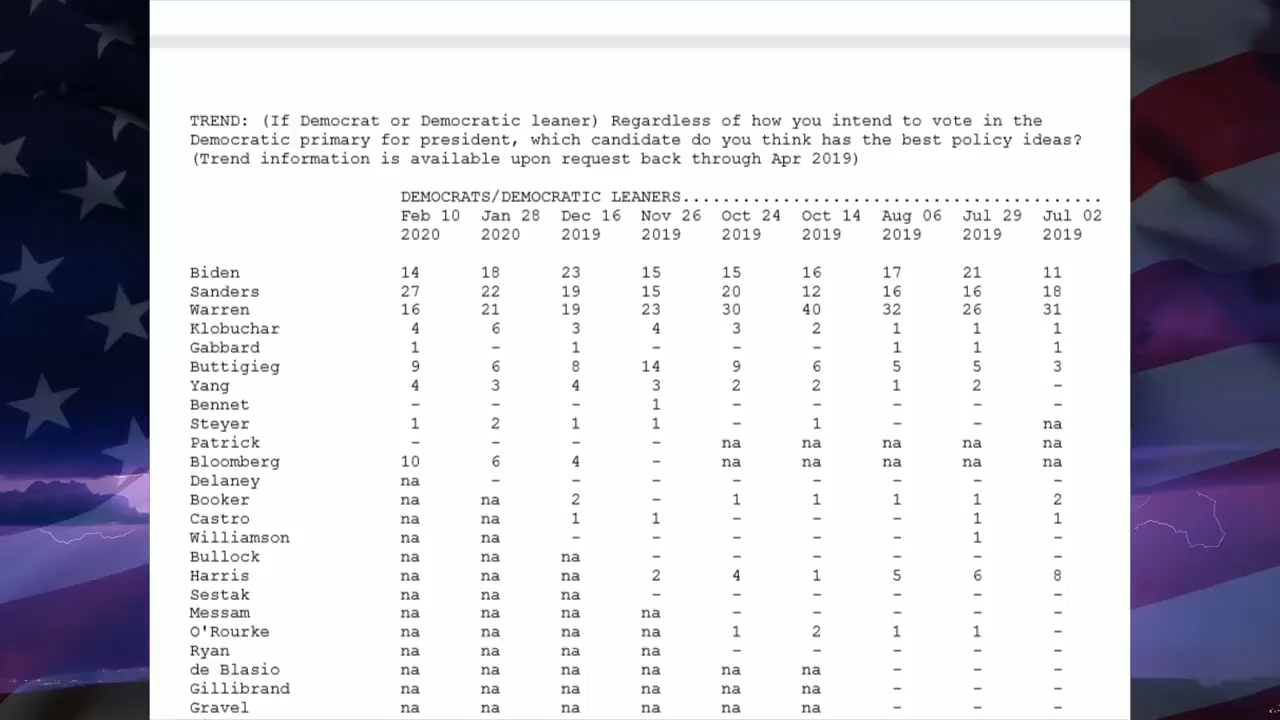 TREND: (If Democrat or Democratic leaner) Regardless of how you intend to vote in the
Democratic primary for president, which candidate do you think has the best policy ideas?
(Trend information is available upon request back through Apr 2019)
DEMOCRATS/DEMOCRATIC LEANERS..........................................
Feb 10 Jan 28 Dec 16 Nov 26 Oct 24 Oct 14 Aug 06 Jul 29 Jul 02
2020 2020 2019 2019 2019 2019 2019 2019 2019
Biden 14 18 23 15 15 16 17 21 11
Sanders 27 22 19 15 20 12 16 16 18
Warren 16 21 19 23 30 40 32 26 31
Klobuchar 4 6 3 4 3 2 1 1 1
Gabbard 1 - 1 - - - 1 1 1
Buttigieg 9 6 8 14 9 6 5 5 3
Yang 4 3 4 3 2 2 1 2 -
Bennet - - - 1 - - - - -
Steyer 1 2 1 1 - 1 - - na
Patrick - - - - na na na na na
Bloomberg 10 6 4 - na na na na na
Delaney na - - - - - - - -
Booker na na 2 - 1 1 1 1 2
Castro na na 1 1 - - - 1 1
Williamson na na - - - - - 1 -
Bullock na na na - - - - - -
Harris na na na 2 4 1 5 6 8
Sestak na na na - - - - - -
Messam na na na na - - - - -
O'Rourke na na na na 1 2 1 1 -
Ryan na na na na - - - - -
de Blasio na na na na na na - - -
Gillibrand na na na na na na - - -
Gravel na na na na na na - - -